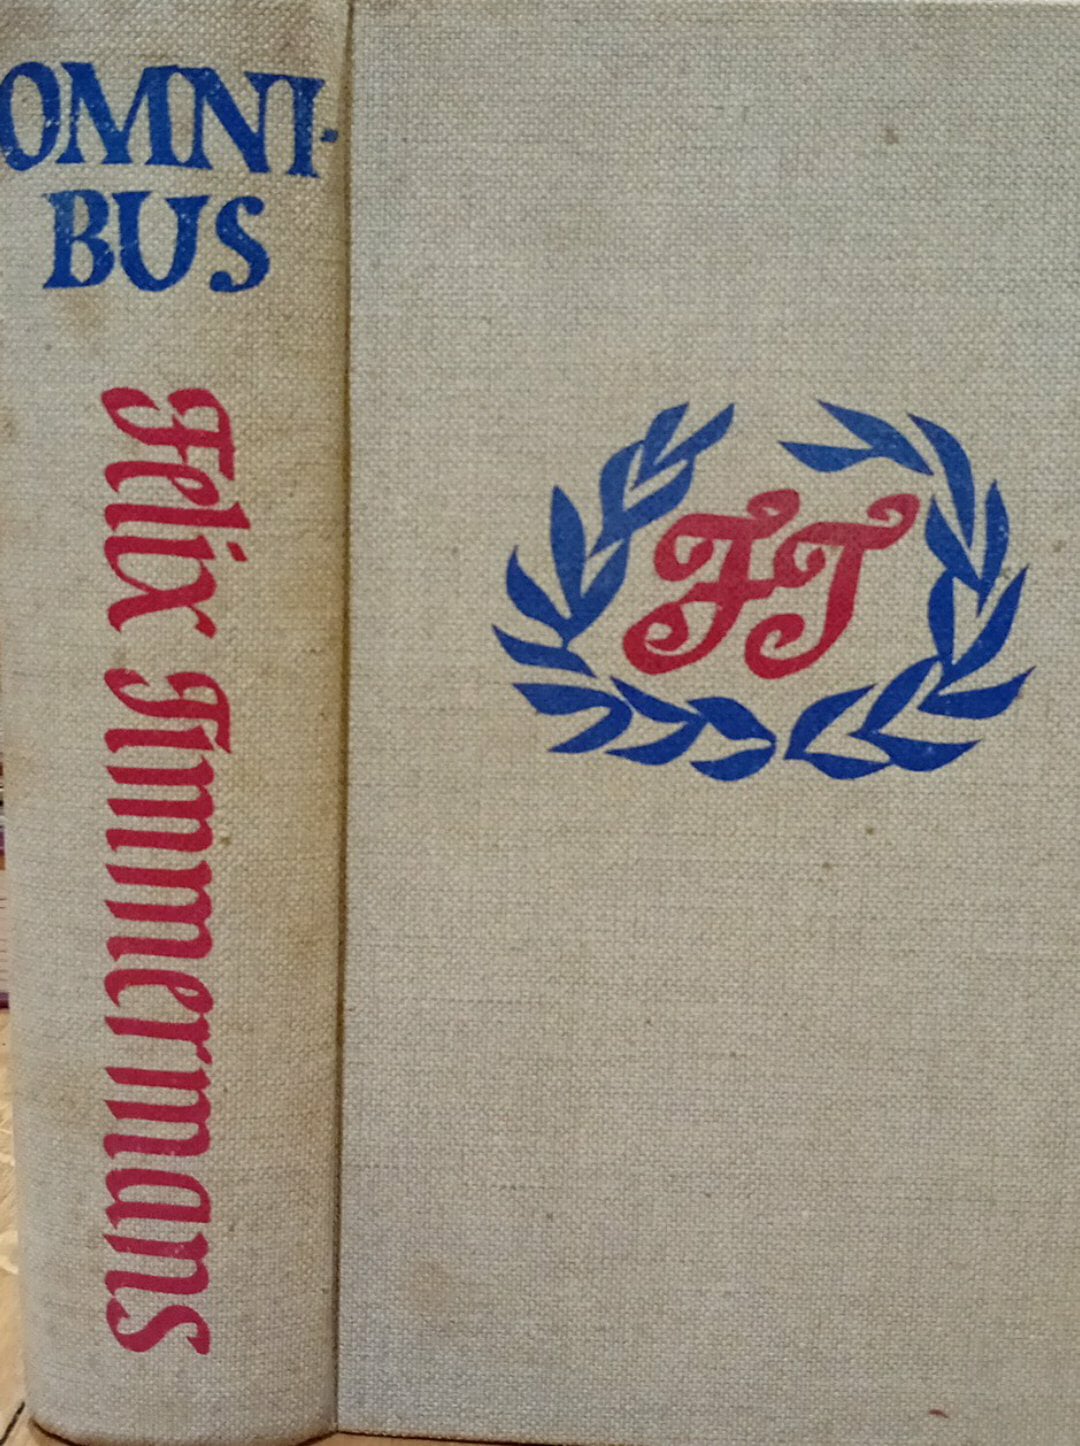 OMNI-
BUS
Felix Timmermans
FT